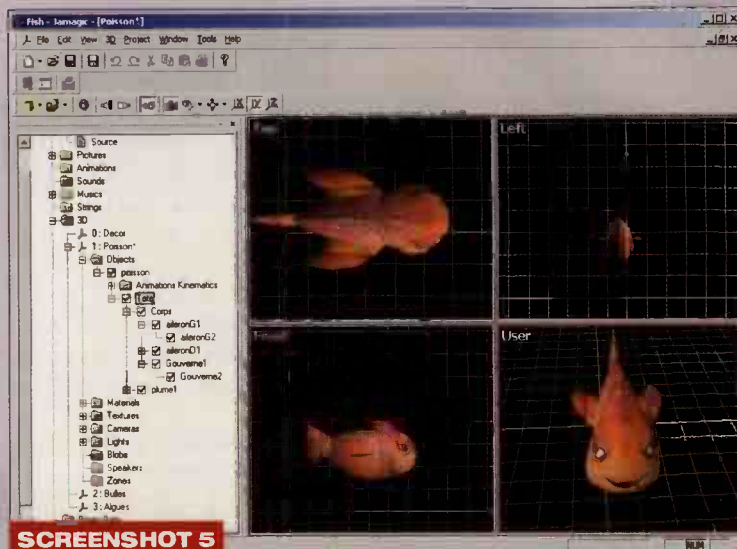 Fish - Jamagic - [Poisson*]
File Edit View 3D Project Window Tools Help
Source
Pictures
Animations
Sounds
Musics
Strings
3D
0: Decor
1: Poisson*
Objects
poisson
Animations Kinematics
Tete
Corps
aileronG1
aileronG2
aileronD1
Gouverne1
Gouverne2
plume1
Materials
Textures
Cameras
Lights
Blobs
Speakers
Zones
2: Bulles
3: Algues
Left
User
NUM
SCREENSHOT 5